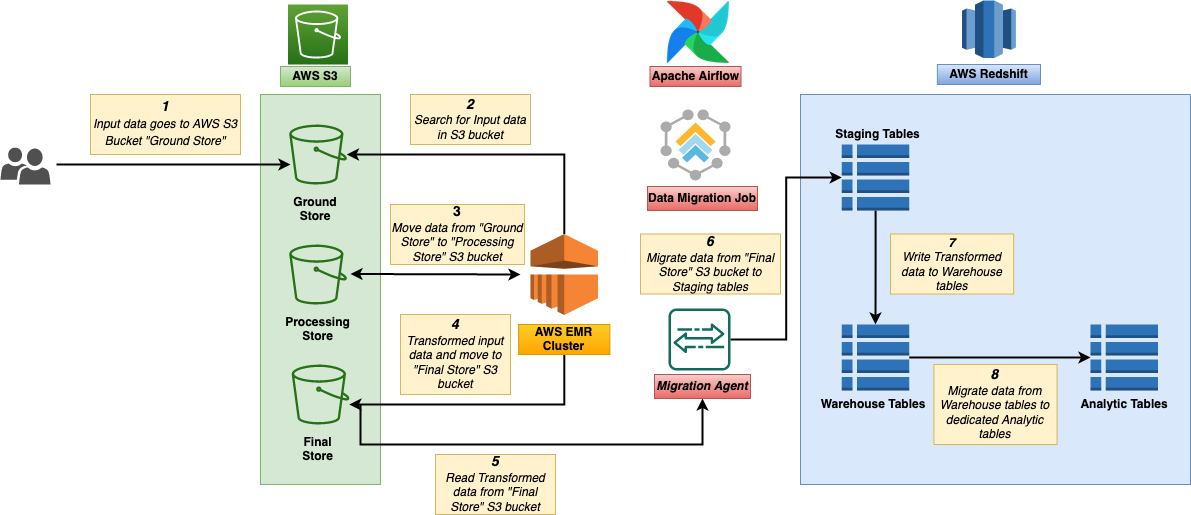 AWS S3
Apache Airflow
AWS Redshift
1
Input data goes to AWS S3
Bucket "Ground Store"
2
Search for Input data
in S3 bucket
Ground
Store
3
Move data from "Ground
Store" to "Processing
Store" S3 bucket
Processing
Store
4
Transformed input
data and move to
"Final Store" S3
bucket
AWS EMR
Cluster
Final
Store
5
Read Transformed
data from "Final
Store" S3 bucket
Data Migration Job
6
Migrate data from "Final
Store" S3 bucket to
Staging tables
Migration Agent
Staging Tables
7
Write Transformed
data to Warehouse
tables
Warehouse Tables
8
Migrate data from
Warehouse tables to
dedicated Analytic
tables
Analytic Tables